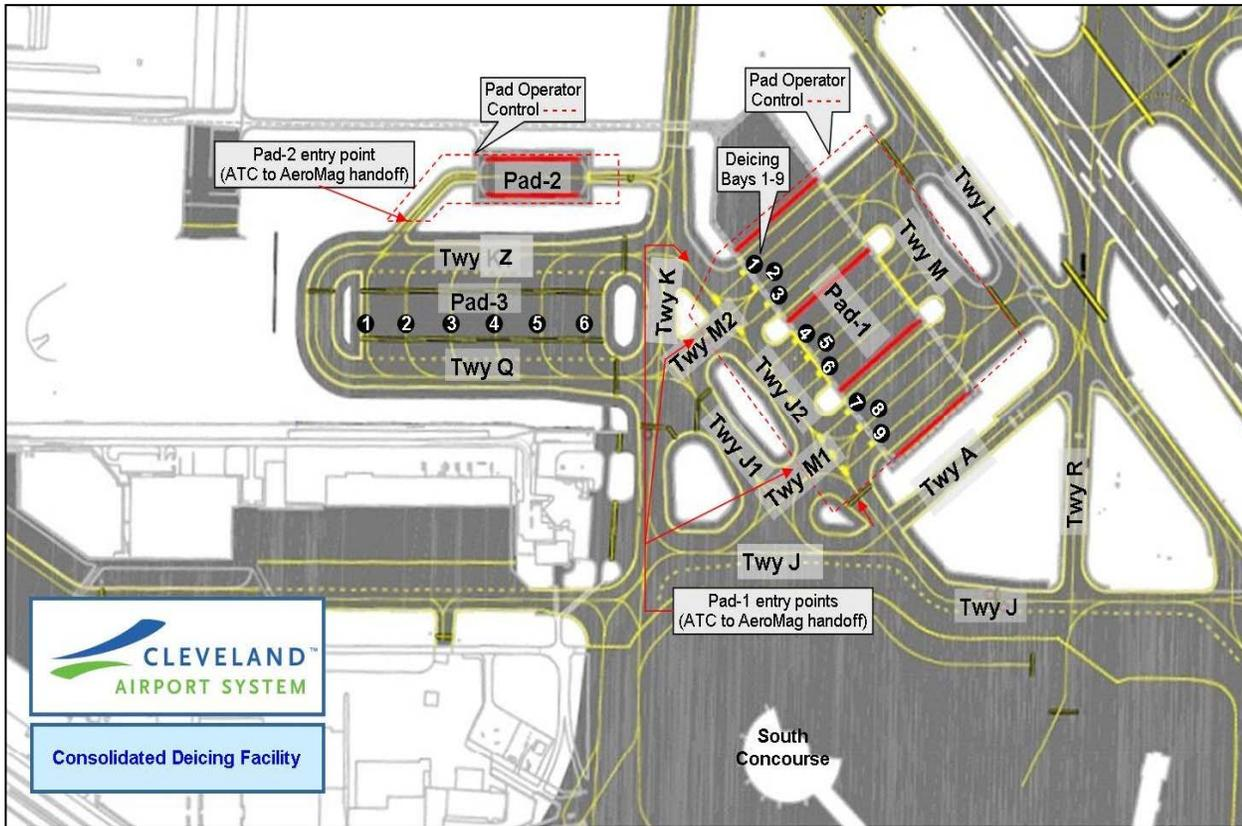 Pad Operator
Control
Pad Operator
Control
Pad-2 entry point
(ATC to AeroMag handoff)
Deicing
Bays 1-9
Pad-2
Twy L
Twy M
Twy KZ
Twy K
Pad-3
1 2 3 4 5 6
Twy Q
1 2
3
Pad-1
4 5
6
7 8
9
Twy M2
Twy J2
Twy J1
Twy M1
Twy A
Twy R
Twy J
Twy J
Pad-1 entry points
(ATC to AeroMag handoff)
CLEVELAND™
AIRPORT SYSTEM
Consolidated Deicing Facility
South
Concourse